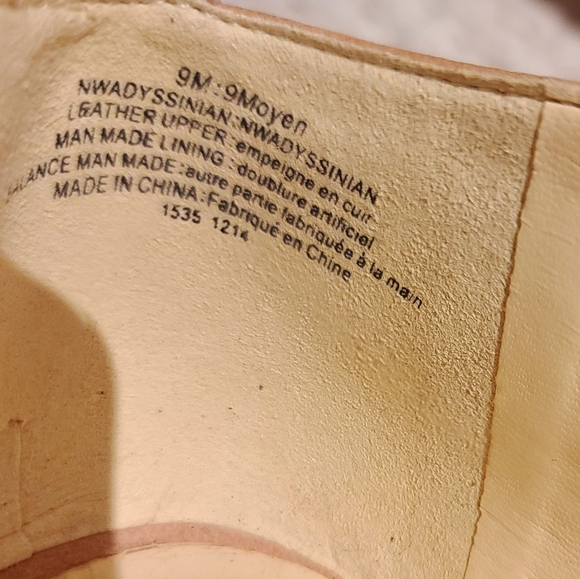 9M:9Moyen
NWADYSSINIAN:NWADYSSINIAN
LEATHER UPPER:empeigne en cuir
MAN MADE LINING:doublure artificiel
BALANCE MAN MADE:autre partie fabriquée à la main
MADE IN CHINA:Fabriqué en Chine
1535 1214